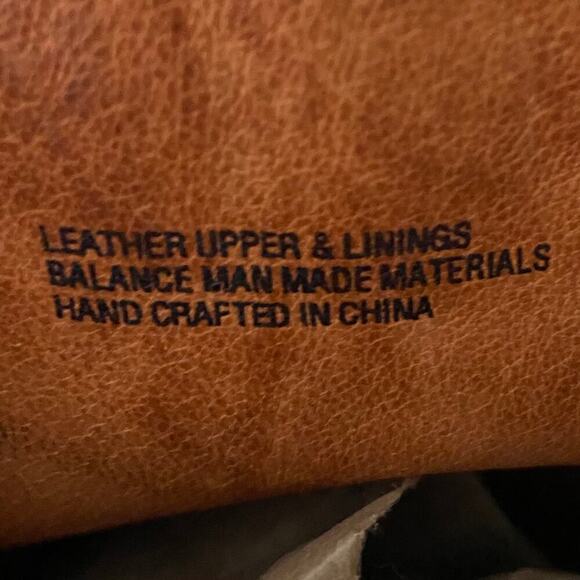 LEATHER UPPER & LININGS
BALANCE MAN MADE MATERIALS
HAND CRAFTED IN CHINA